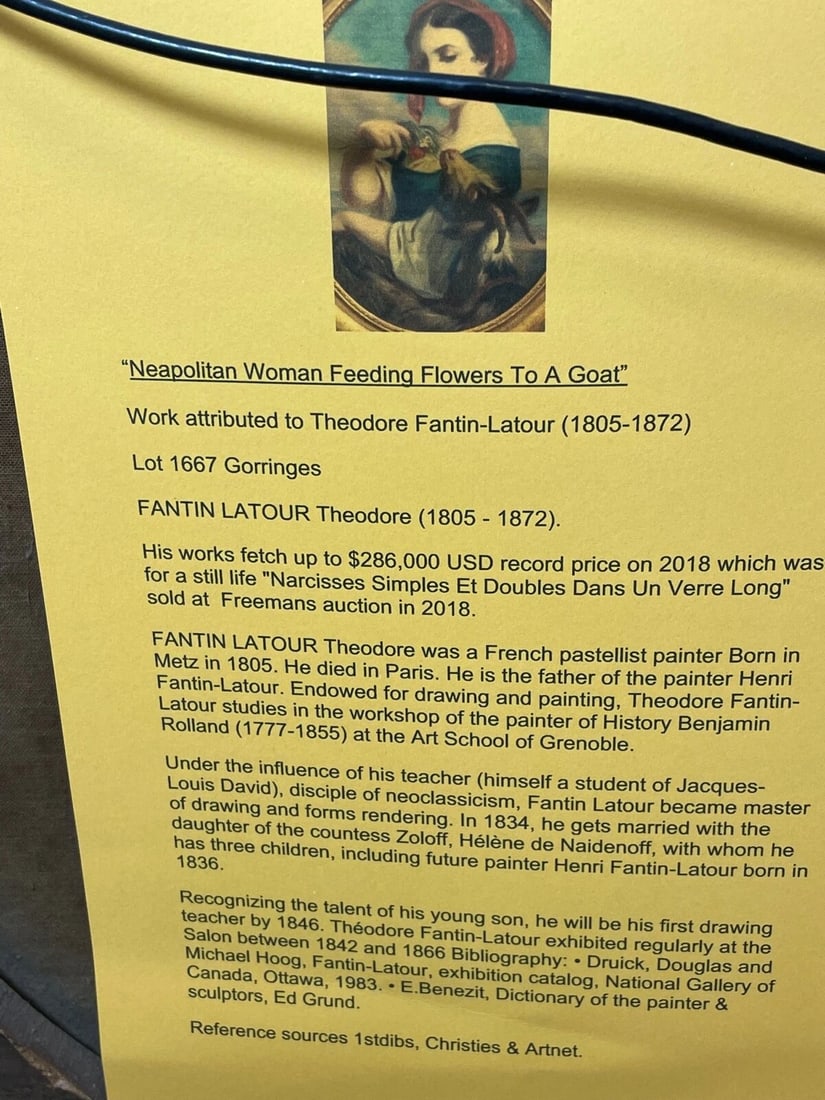 “Neapolitan Woman Feeding Flowers To A Goat”
Work attributed to Theodore Fantin-Latour (1805-1872)
Lot 1667 Gorringes
FANTIN LATOUR Theodore (1805 - 1872).
His works fetch up to $286,000 USD record price on 2018 which was
for a still life "Narcisses Simples Et Doubles Dans Un Verre Long"
sold at Freemans auction in 2018.
FANTIN LATOUR Theodore was a French pastellist painter Born in
Metz in 1805. He died in Paris. He is the father of the painter Henri
Fantin-Latour. Endowed for drawing and painting, Theodore Fantin-
Latour studies in the workshop of the painter of History Benjamin
Rolland (1777-1855) at the Art School of Grenoble.
Under the influence of his teacher (himself a student of Jacques-
Louis David), disciple of neoclassicism, Fantin Latour became master
of drawing and forms rendering. In 1834, he gets married with the
daughter of the countess Zoloff, Hélène de Naidenoff, with whom he
has three children, including future painter Henri Fantin-Latour born in
1836.
Recognizing the talent of his young son, he will be his first drawing
teacher by 1846. Théodore Fantin-Latour exhibited regularly at the
Salon between 1842 and 1866 Bibliography: • Druick, Douglas and
Michael Hoog, Fantin-Latour, exhibition catalog, National Gallery of
Canada, Ottawa, 1983. • E.Benezit, Dictionary of the painter &
sculptors, Ed Grund.
Reference sources 1stdibs, Christies & Artnet.